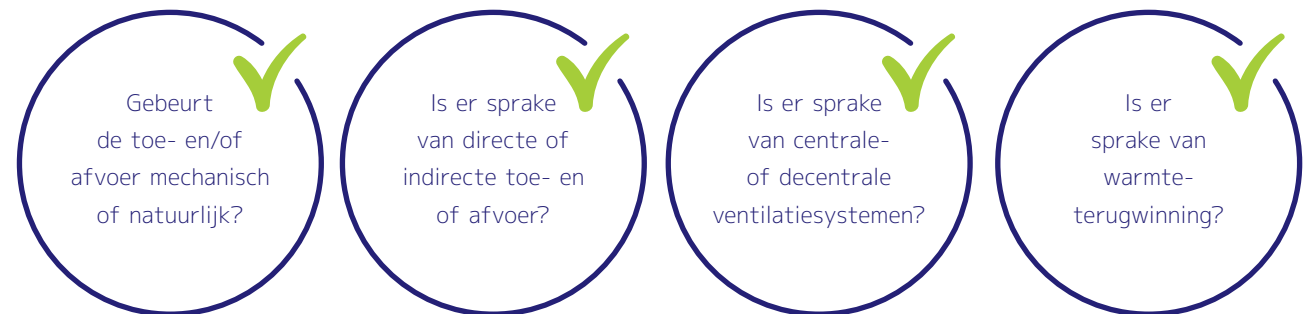 Gebeurt
de toe- en/of
afvoer mechanisch
of natuurlijk?
Is er sprake
van directe of
indirecte toe- en
of afvoer?
Is er sprake
van centrale-
of decentrale
ventilatiesystemen?
Is er
sprake van
warmte-
terugwinning?